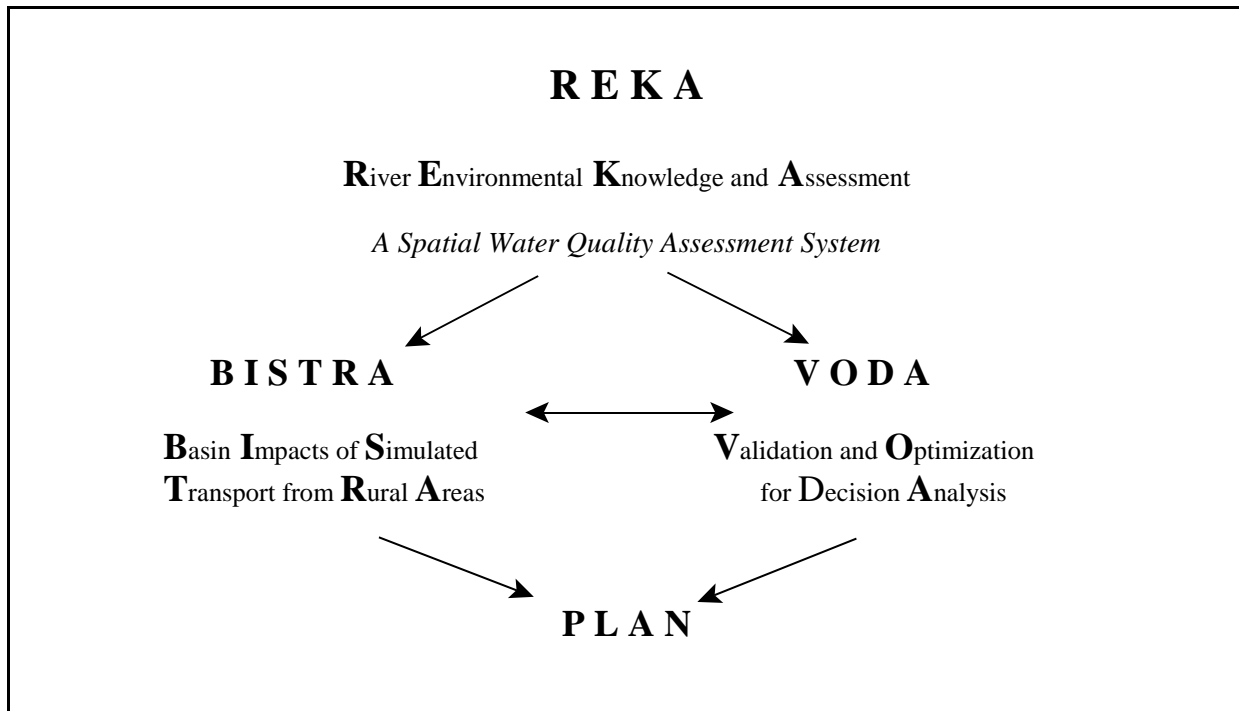 R E K A
River Environmental Knowledge and Assessment
A Spatial Water Quality Assessment System
B I S T R A
V O D A
Basin Impacts of Simulated
Transport from Rural Areas
Validation and Optimization
for Decision Analysis
P L A N